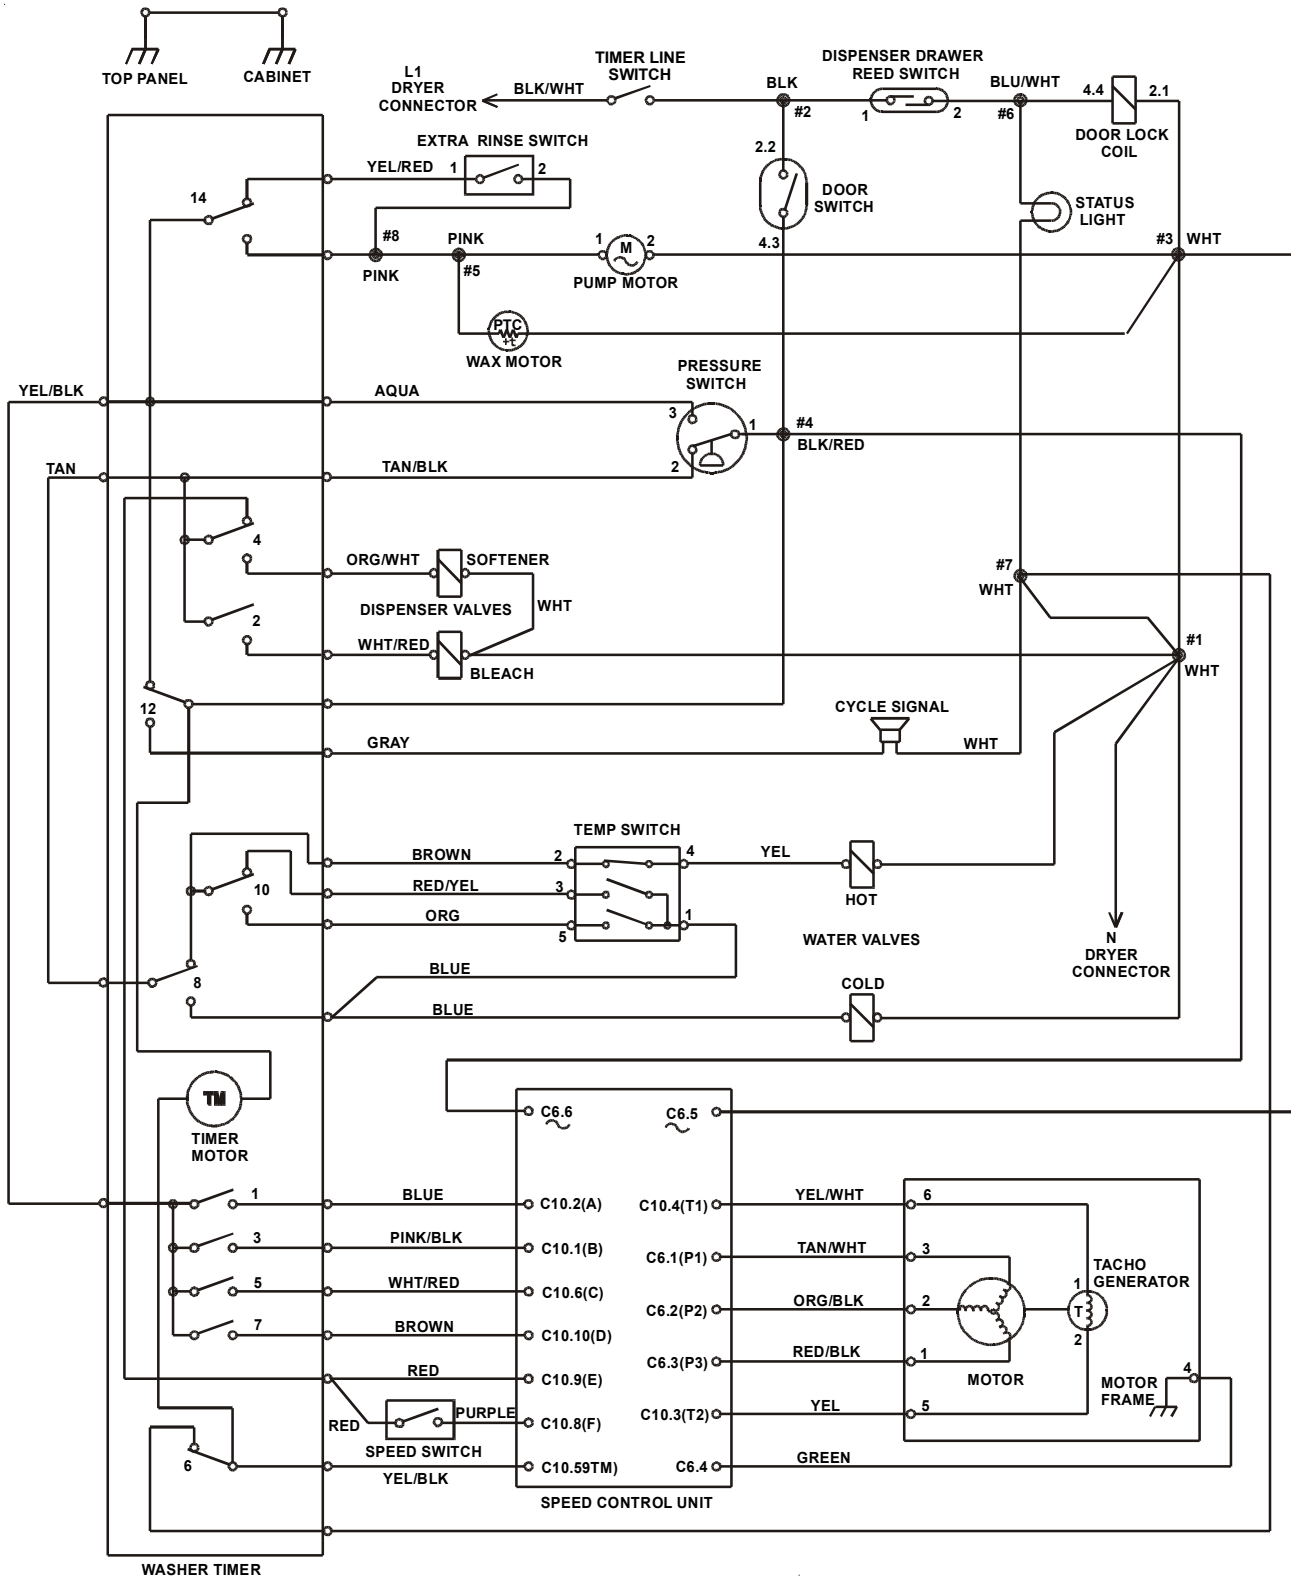 TOP PANEL
CABINET
L1
DRYER
CONNECTOR
BLK/WHT
TIMER LINE
SWITCH
BLK
#2
DISPENSER DRAWER
REED SWITCH
1
2
BLU/WHT
#6
4.4
2.1
DOOR LOCK
COIL
EXTRA RINSE SWITCH
YEL/RED
1
2
14
2.2
DOOR
SWITCH
4.3
STATUS
LIGHT
#8
PINK
PINK
#5
1
M
2
PUMP MOTOR
#3
WHT
PTC
+t
WAX MOTOR
PRESSURE
SWITCH
YEL/BLK
AQUA
3
1
2
#4
BLK/RED
TAN
TAN/BLK
4
ORG/WHT
SOFTENER
DISPENSER VALVES
WHT
2
WHT/RED
BLEACH
#7
WHT
#1
WHT
12
CYCLE SIGNAL
GRAY
WHT
TEMP SWITCH
BROWN
2
4
YEL
HOT
10
RED/YEL
3
ORG
5
1
WATER VALVES
N
DRYER
CONNECTOR
8
BLUE
BLUE
COLD
TM
TIMER
MOTOR
C6.6
C6.5
1
BLUE
C10.2(A)
C10.4(T1)
YEL/WHT
6
3
PINK/BLK
C10.1(B)
C6.1(P1)
TAN/WHT
3
TACHO
GENERATOR
5
WHT/RED
C10.6(C)
C6.2(P2)
ORG/BLK
2
1
T
2
7
BROWN
C10.10(D)
C6.3(P3)
RED/BLK
1
MOTOR
RED
C10.9(E)
4
MOTOR
FRAME
RED
PURPLE
C10.8(F)
C10.3(T2)
YEL
5
SPEED SWITCH
6
YEL/BLK
C10.59TM)
C6.4
GREEN
SPEED CONTROL UNIT
WASHER TIMER